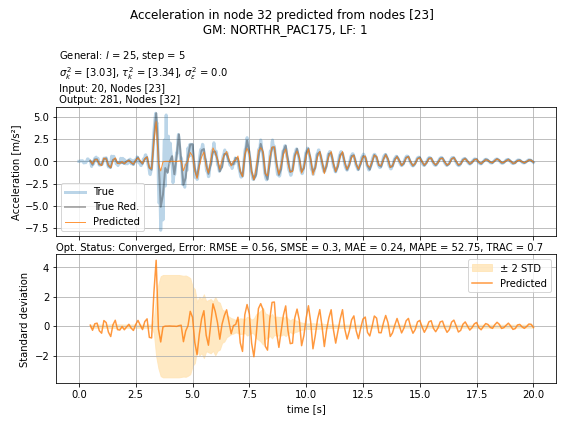 Acceleration in node 32 predicted from nodes [23]
GM: NORTHR_PAC175, LF: 1
General: l = 25, step = 5
σ²ₖ = [3.03], τ²ₖ = [3.34], σ²ε = 0.0
Input: 20, Nodes [23]
Output: 281, Nodes [32]
Acceleration [m/s²]
5.0
2.5
0.0
−2.5
−5.0
−7.5
True
True Red.
Predicted
Opt. Status: Converged, Error: RMSE = 0.56, SMSE = 0.3, MAE = 0.24, MAPE = 52.75, TRAC = 0.7
Standard deviation
4
2
0
−2
± 2 STD
Predicted
0.0 2.5 5.0 7.5 10.0 12.5 15.0 17.5 20.0
time [s]